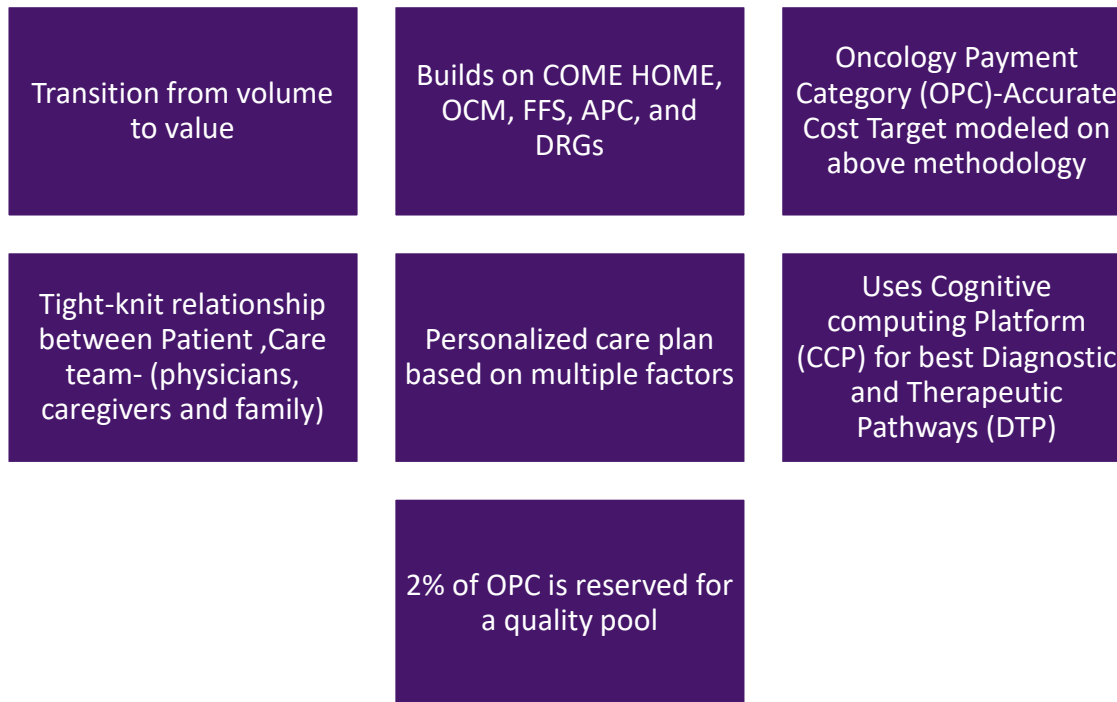 Transition from volume
to value
Builds on COME HOME,
OCM, FFS, APC, and
DRGs
Oncology Payment
Category (OPC)-Accurate
Cost Target modeled on
above methodology
Tight-knit relationship
between Patient ,Care
team- (physicians,
caregivers and family)
Personalized care plan
based on multiple factors
Uses Cognitive
computing Platform
(CCP) for best Diagnostic
and Therapeutic
Pathways (DTP)
2% of OPC is reserved for
a quality pool